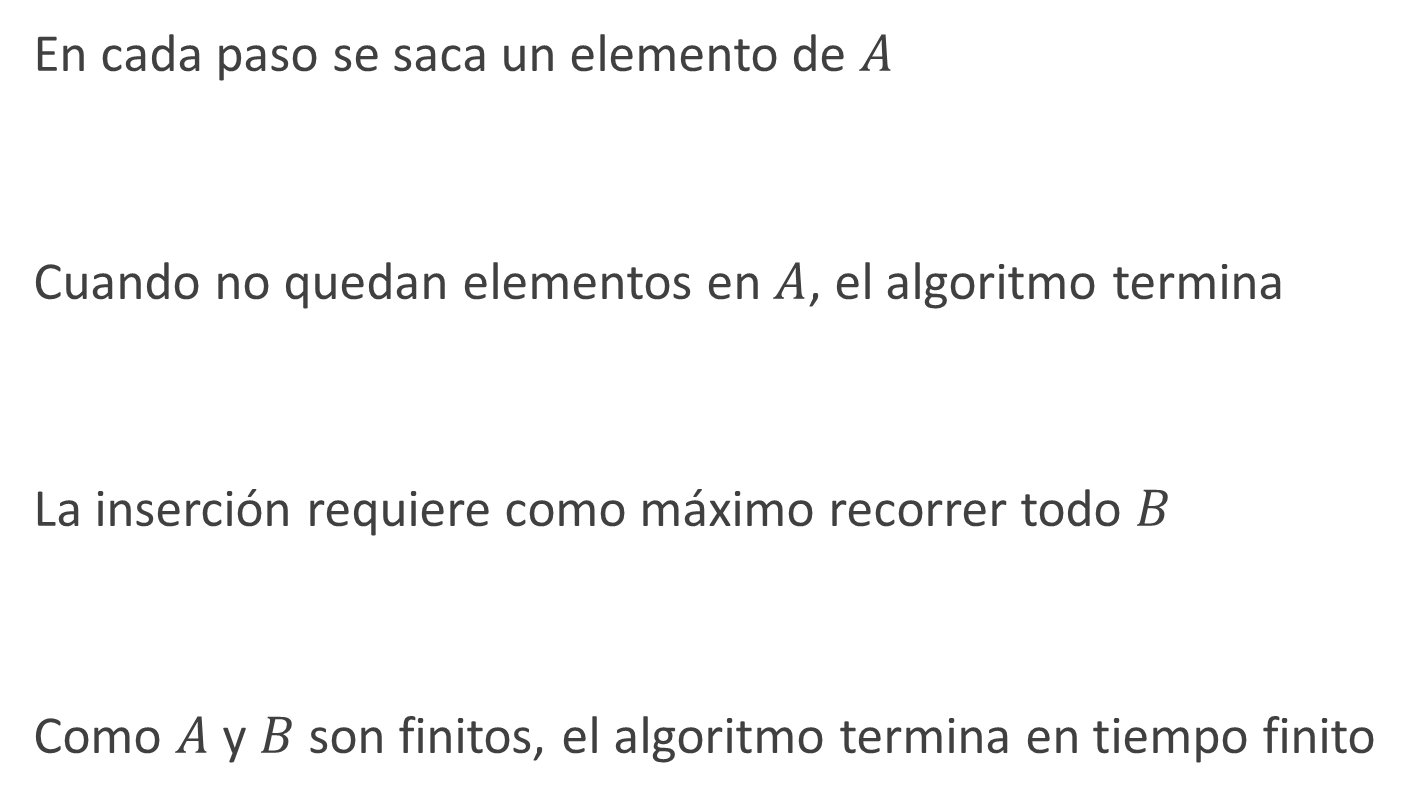 En cada paso se saca un elemento de A
Cuando no quedan elementos en A, el algoritmo termina
La inserción requiere como máximo recorrer todo B
Como A y B son finitos, el algoritmo termina en tiempo finito